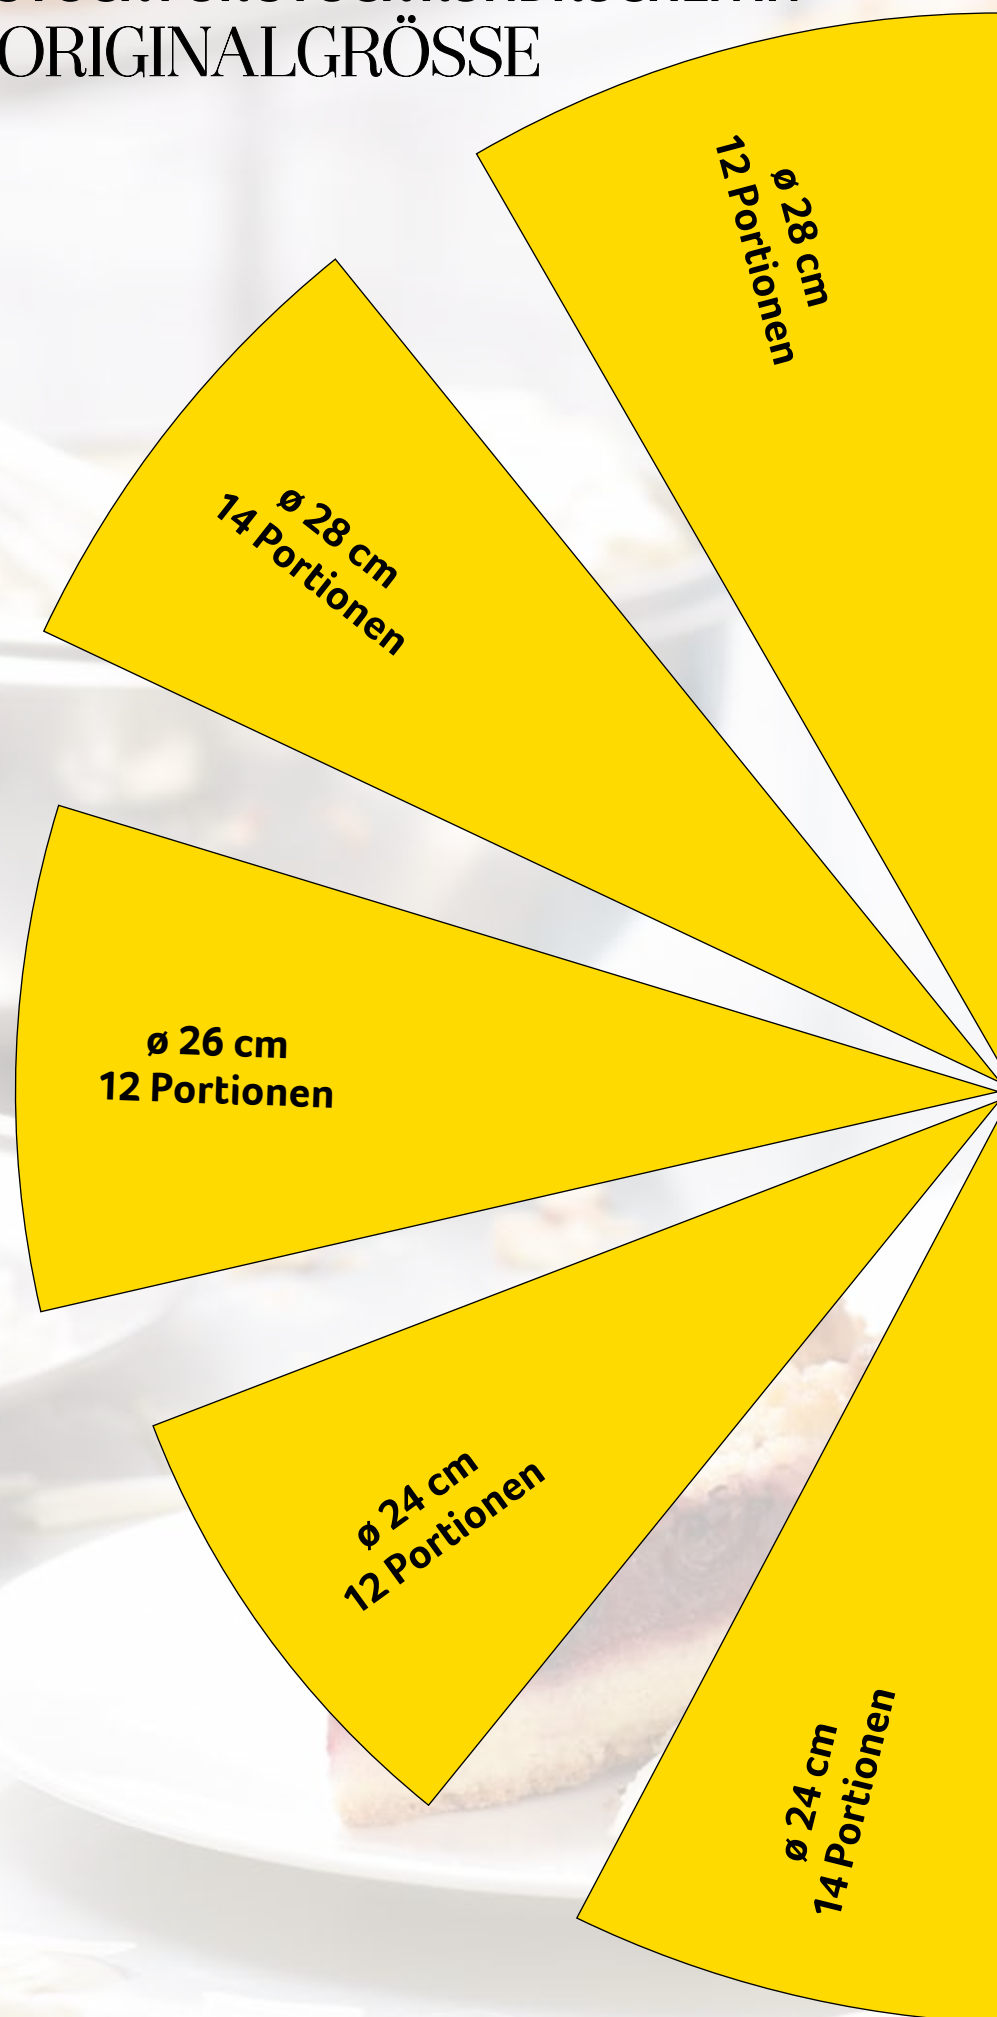 ORIGINALGRÖSSE
ø 28 cm
12 Portionen
ø 28 cm
14 Portionen
ø 26 cm
12 Portionen
ø 24 cm
12 Portionen
ø 24 cm
14 Portionen